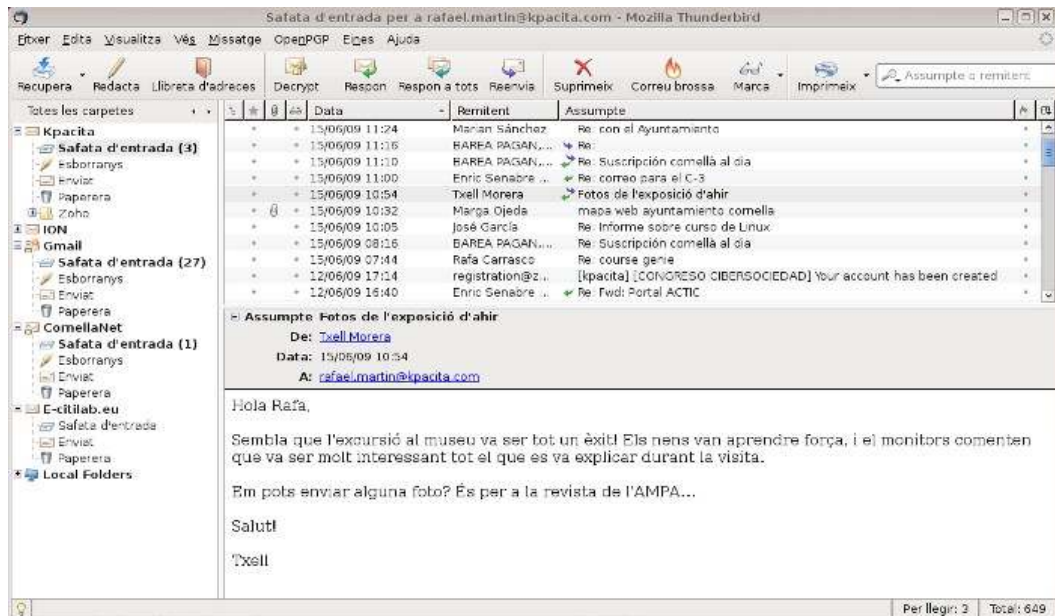 Safata d'entrada per a rafael.martin@kpacita.com - Mozilla Thunderbird
Fitxer Edita Visualitza Vés Missatge OpenPGP Eines Ajuda
Recupera Redacta Llibreta d'adreces Decrypt Respon Respon a tots Reenvia Suprimeix Correu brossa Marca Imprimeix Assumpte o remitent
Totes les carpetes
Data Remitent Assumpte
Kpacita
Safata d'entrada (3)
Esborranys
Enviat
Paperera
Zoho
ION
Gmail
Safata d'entrada (27)
Esborranys
Enviat
Paperera
CornellaNet
Safata d'entrada (1)
Esborranys
Enviat
Paperera
E-citilab.eu
Safata d'entrada
Enviat
Paperera
Local Folders
15/06/09 11:24 Marian Sánchez Re: con el Ayuntamiento
15/06/09 11:16 BAREA PAGAN,... Re:
15/06/09 11:10 BAREA PAGAN,... Re: Suscripción cornellà al dia
15/06/09 11:00 Enric Senabre ... Re: correo para el C-3
15/06/09 10:54 Txell Morera Fotos de l'exposició d'ahir
15/06/09 10:32 Marga Ojeda mapa web ayuntamiento cornella
15/06/09 10:05 José García Re: Informe sobre curso de Linux
15/06/09 08:16 BAREA PAGAN,... Re: Suscripción cornellà al dia
15/06/09 07:44 Rafa Carrasco Re: course genie
12/06/09 17:14 registration@z... [kpacita] [CONGRESO CIBERSOCIEDAD] Your account has been created
12/06/09 16:40 Enric Senabre ... Re: Fwd: Portal ACTIC
Assumpte Fotos de l'exposició d'ahir
De: Txell Morera
Data: 15/06/09 10:54
A: rafael.martin@kpacita.com
Hola Rafa,
Sembla que l'excursió al museu va ser tot un èxit! Els nens van aprendre força, i el monitors comenten
que va ser molt interessant tot el que es va explicar durant la visita.
Em pots enviar alguna foto? És per a la revista de l'AMPA...
Salut!
Txell
Per llegir: 3 Total: 649